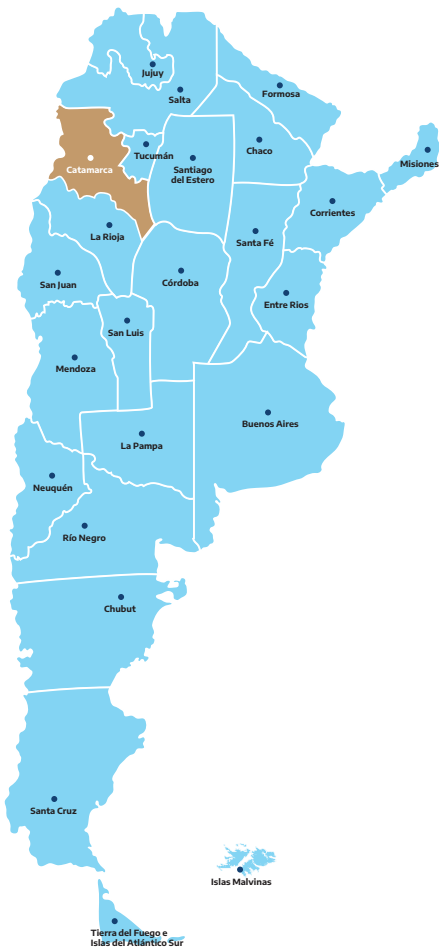 Jujuy
Salta
Formosa
Catamarca
Tucumán
Santiago
del Estero
Chaco
Misiones
Corrientes
La Rioja
Santa Fé
San Juan
Córdoba
Entre Rios
San Luis
Mendoza
Buenos Aires
La Pampa
Neuquén
Río Negro
Chubut
Santa Cruz
Islas Malvinas
Tierra del Fuego e
Islas del Atlántico Sur